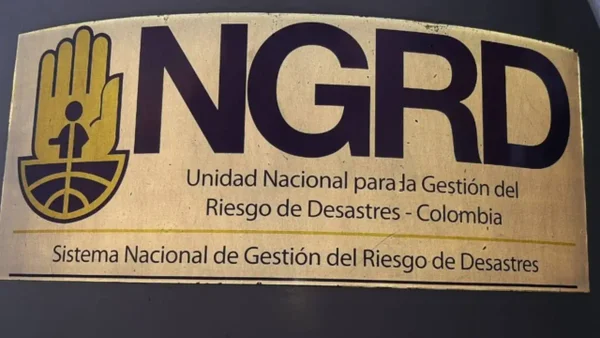 NGRD
Unidad Nacional para la Gestión del
Riesgo de Desastres - Colombia
Sistema Nacional de Gestión del Riesgo de Desastres